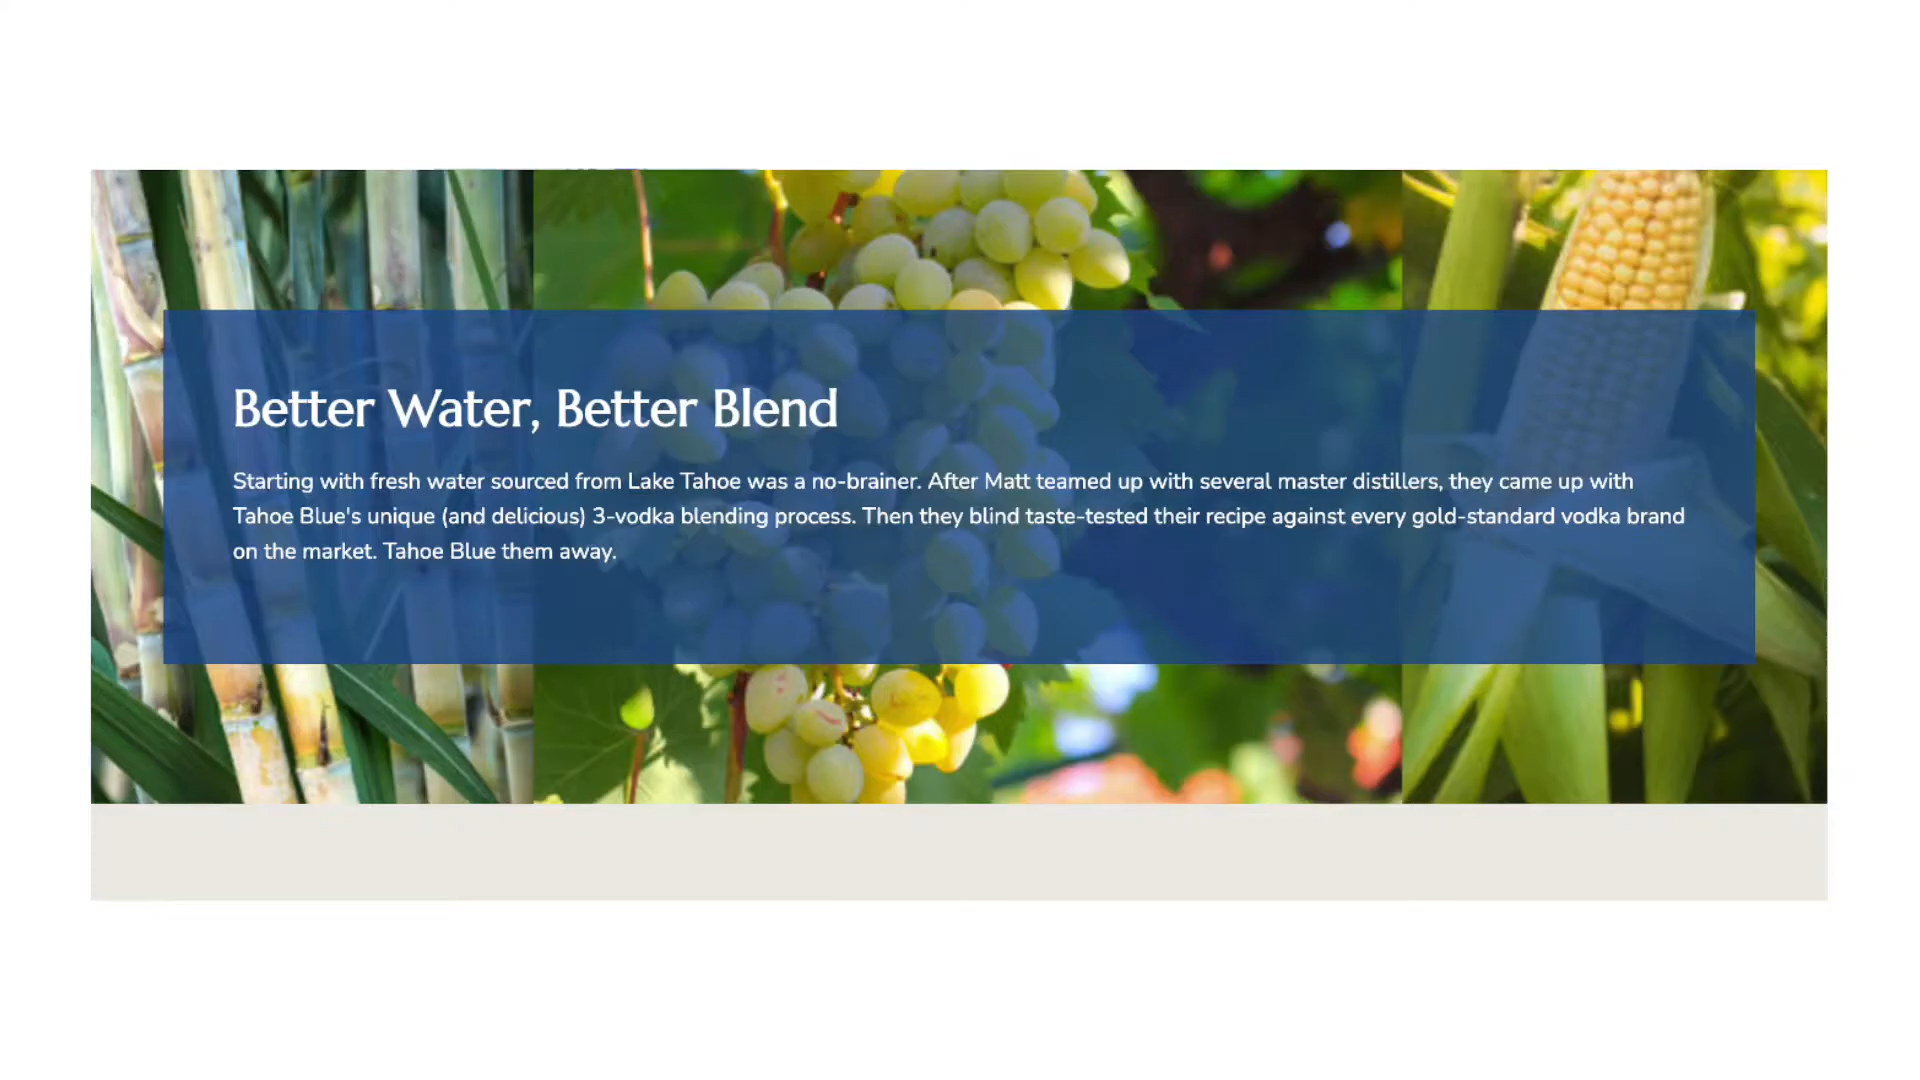 Better Water, Better Blend
Starting with fresh water sourced from Lake Tahoe was a no-brainer. After Matt teamed up with several master distillers, they came up with
Tahoe Blue's unique (and delicious) 3-vodka blending process. Then they blind taste-tested their recipe against every gold-standard vodka brand
on the market. Tahoe Blue them away.